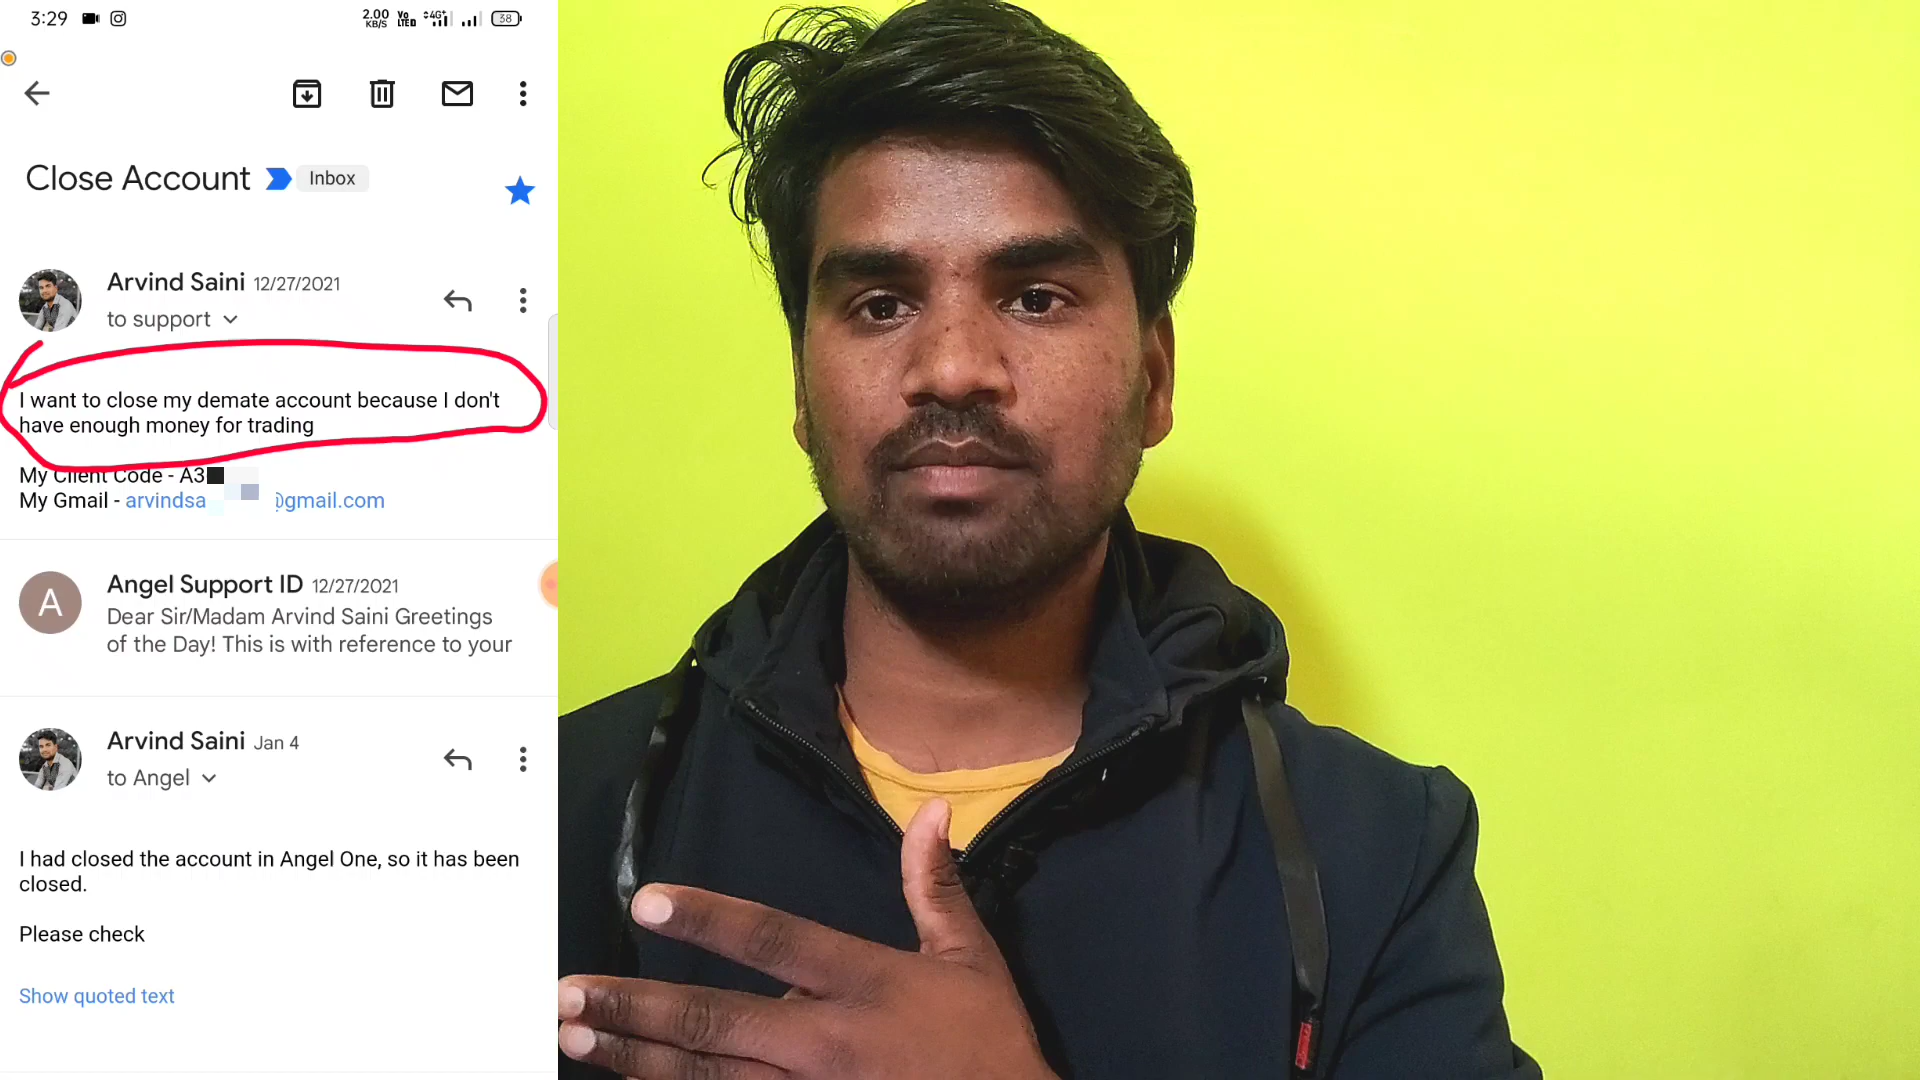 3:29
2.00 KB/S Vo LTE 4G+ 38
Close Account Inbox
Arvind Saini 12/27/2021
to support
I want to close my demate account because I don't
have enough money for trading
My Client Code - A3
My Gmail - arvindsa @gmail.com
A
Angel Support ID 12/27/2021
Dear Sir/Madam Arvind Saini Greetings
of the Day! This is with reference to your
Arvind Saini Jan 4
to Angel
I had closed the account in Angel One, so it has been
closed.
Please check
Show quoted text